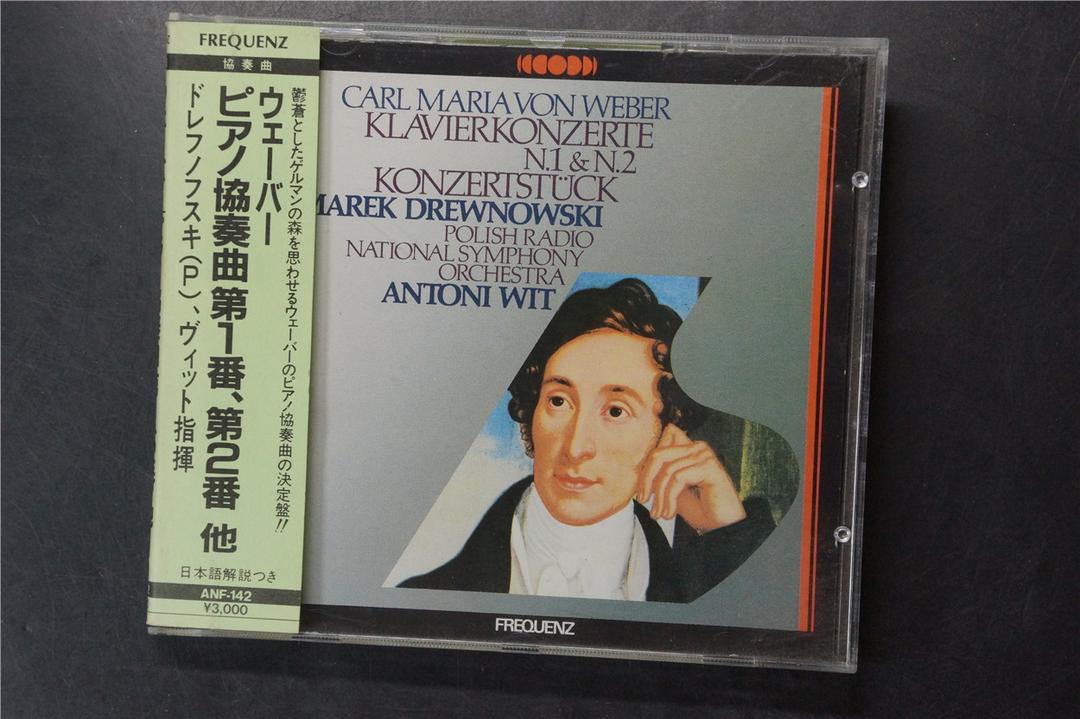 FREQUENZ
協奏曲
鬱蒼としたゲルマンの森を思わせるウェーバーのピアノ協奏曲の決定盤!!
ウェーバー
ピアノ協奏曲 第1番、第2番 他
ドレフノフスキ(P)、ヴィット指揮
日本語解説つき
ANF-142
¥3,000
CARL MARIA VON WEBER
KLAVIERKONZERTE
N.1 & N.2
KONZERTSTÜCK
MAREK DREWNOWSKI
POLISH RADIO
NATIONAL SYMPHONY
ORCHESTRA
ANTONI WIT
FREQUENZ